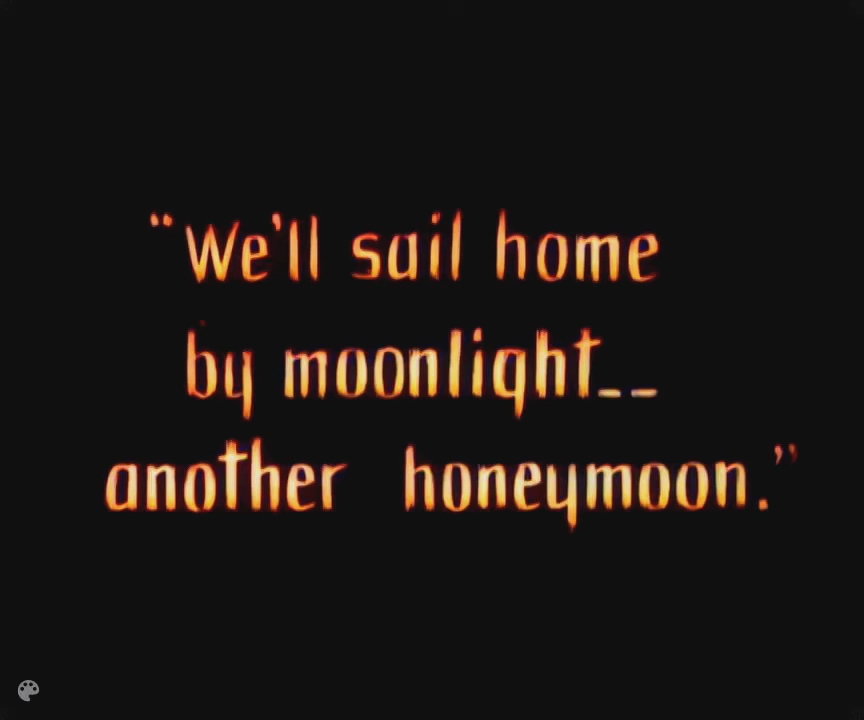 “We'll sail home
by moonlight--
another honeymoon.”